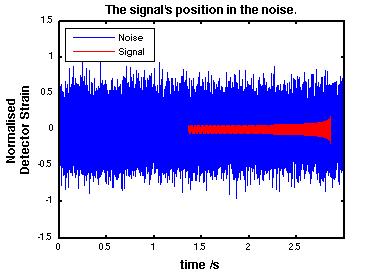 The signal's position in the noise.
Noise
Signal
Normalised
Detector Strain
1.5
1
0.5
0
-0.5
-1
-1.5
0
0.5
1
1.5
2
2.5
time /s